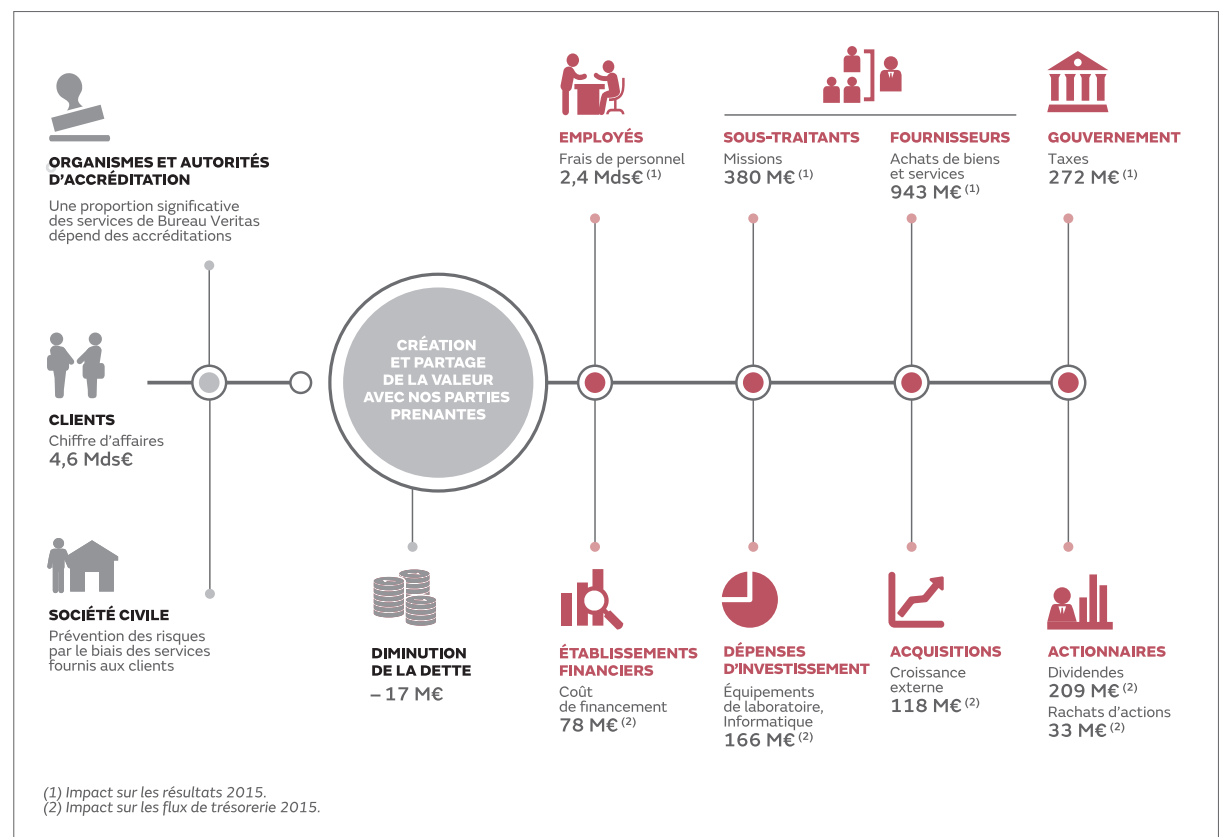 ORGANISMES ET AUTORITÉS
D'ACCRÉDITATION
Une proportion significative
des services de Bureau Veritas
dépend des accréditations
CLIENTS
Chiffre d'affaires
4,6 Mds€
SOCIÉTÉ CIVILE
Prévention des risques
par le biais des services
fournis aux clients
CRÉATION
ET PARTAGE
DE LA VALEUR
AVEC NOS PARTIES
PRENANTES
DIMINUTION
DE LA DETTE
– 17 M€
EMPLOYÉS
Frais de personnel
2,4 Mds€ (1)
SOUS-TRAITANTS
Missions
380 M€ (1)
FOURNISSEURS
Achats de biens
et services
943 M€ (1)
GOUVERNEMENT
Taxes
272 M€ (1)
ÉTABLISSEMENTS
FINANCIERS
Coût
de financement
78 M€ (2)
DÉPENSES
D'INVESTISSEMENT
Équipements
de laboratoire,
Informatique
166 M€ (2)
ACQUISITIONS
Croissance
externe
118 M€ (2)
ACTIONNAIRES
Dividendes
209 M€ (2)
Rachats d'actions
33 M€ (2)
(1) Impact sur les résultats 2015.
(2) Impact sur les flux de trésorerie 2015.